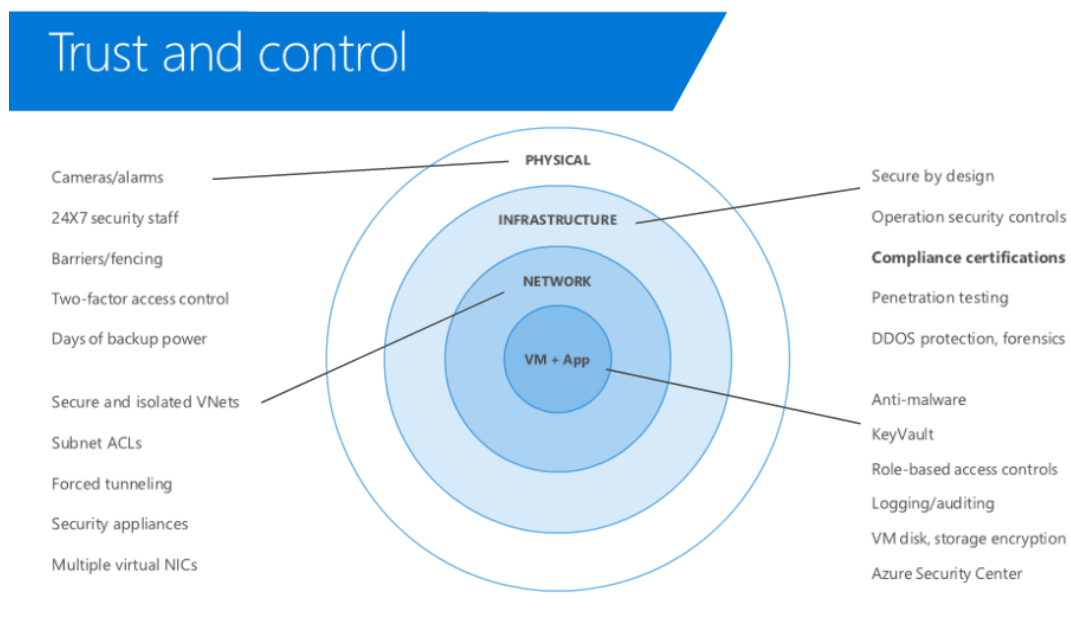 Trust and control
PHYSICAL
INFRASTRUCTURE
NETWORK
VM + App
Cameras/alarms
24X7 security staff
Barriers/fencing
Two-factor access control
Days of backup power
Secure and isolated VNets
Subnet ACLs
Forced tunneling
Security appliances
Multiple virtual NICs
Secure by design
Operation security controls
Compliance certifications
Penetration testing
DDOS protection, forensics
Anti-malware
KeyVault
Role-based access controls
Logging/auditing
VM disk, storage encryption
Azure Security Center